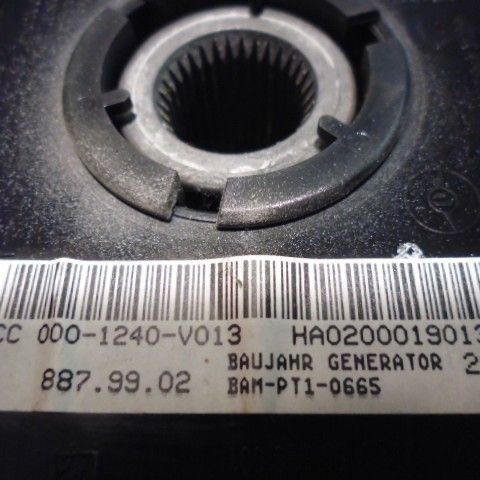 CC 000-1240-V013 HA0200019013
BAUJAHR GENERATOR 2
887.99.02 BAM-PT1-0665